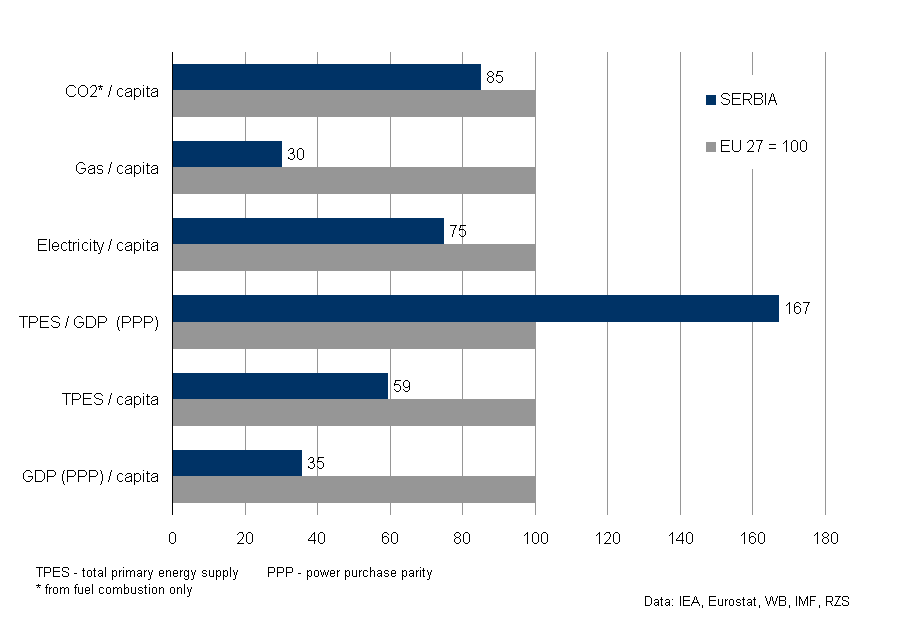 CO2* / capita
85
SERBIA
EU 27 = 100
Gas / capita
30
Electricity / capita
75
TPES / GDP  (PPP)
167
TPES / capita
59
GDP (PPP) / capita
35
0 20 40 60 80 100 120 140 160 180
TPES - total primary energy supply PPP - power purchase parity
* from fuel combustion only
Data: IEA, Eurostat, WB, IMF, RZS